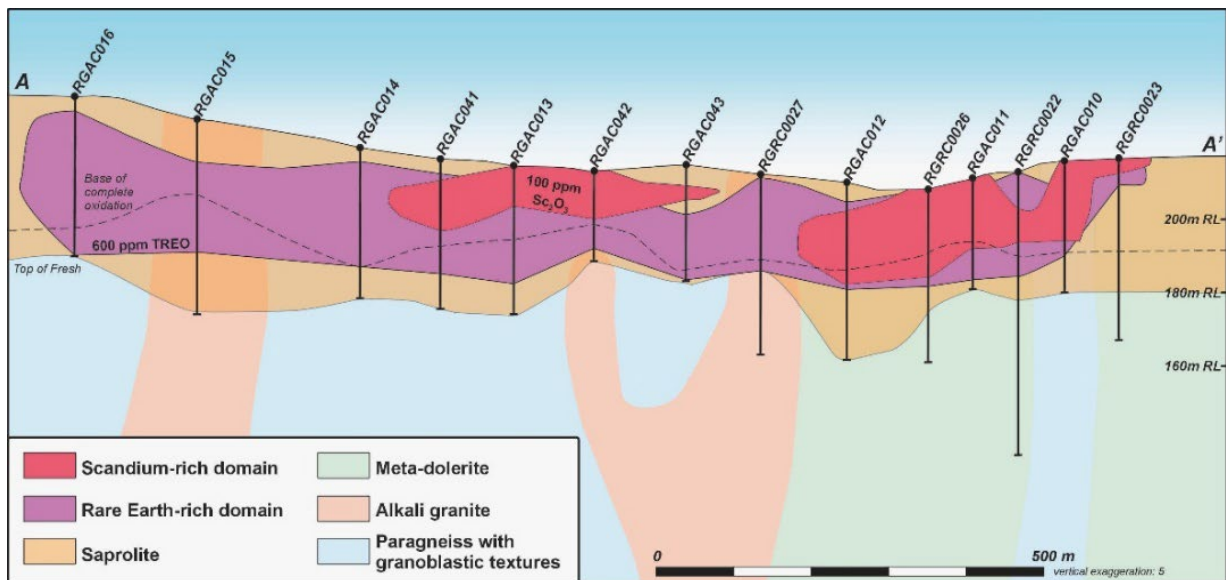 A
RGAC016
RGAC015
RGAC014
RGAC041
RGAC013
RGAC042
RGAC043
RGRC0027
RGAC012
RGRC0026
RGAC011
RGRC0022
RGAC010
RGRC0023
A'
Base of
complete
oxidation
100 ppm
Sc₂O₃
600 ppm TREO
Top of Fresh
200m RL
180m RL
160m RL
Scandium-rich domain
Rare Earth-rich domain
Saprolite
Meta-dolerite
Alkali granite
Paragneiss with
granoblastic textures
0
500 m
vertical exaggeration: 5